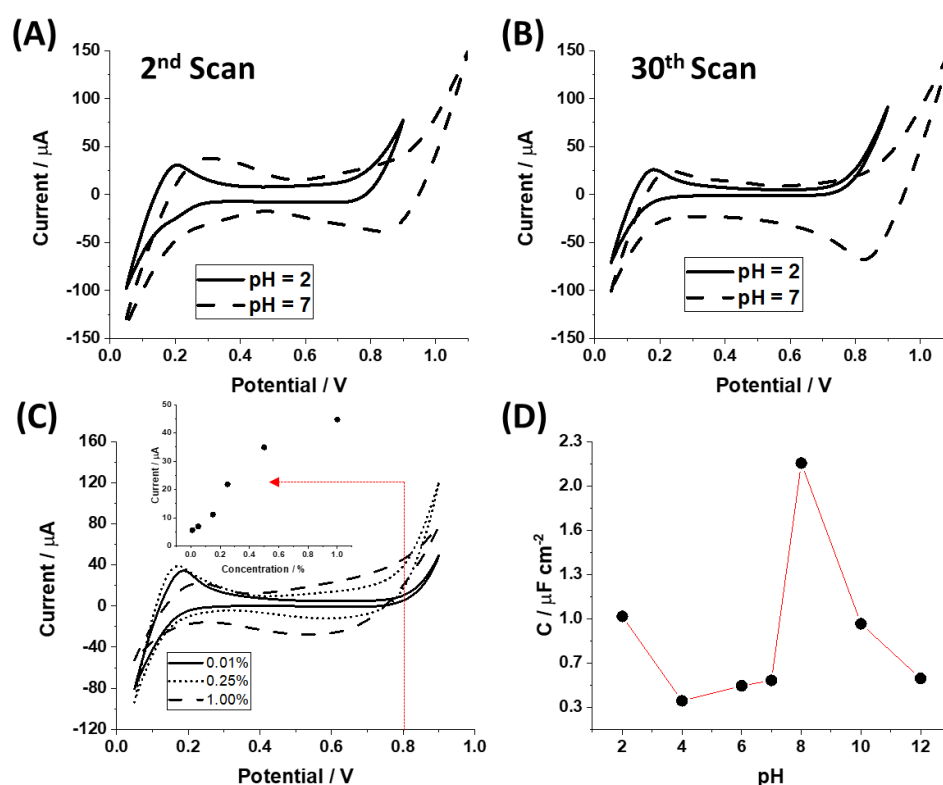 (A)
2nd Scan
150
100
50
0
-50
-100
-150
0.0 0.2 0.4 0.6 0.8 1.0
Current / μA
Potential / V
pH = 2
pH = 7
(B)
30th Scan
150
100
50
0
-50
-100
-150
0.0 0.2 0.4 0.6 0.8 1.0
Current / μA
Potential / V
pH = 2
pH = 7
(C)
160
120
80
40
0
-40
-80
-120
0.0 0.2 0.4 0.6 0.8 1.0
Current / μA
Potential / V
50
40
30
20
10
0
0.0 0.2 0.4 0.6 0.8 1.0
Current / μA
Concentration / %
0.01%
0.25%
1.00%
(D)
2.3
2.0
1.6
1.3
1.0
0.7
0.3
2 4 6 8 10 12
C / μF cm-2
pH